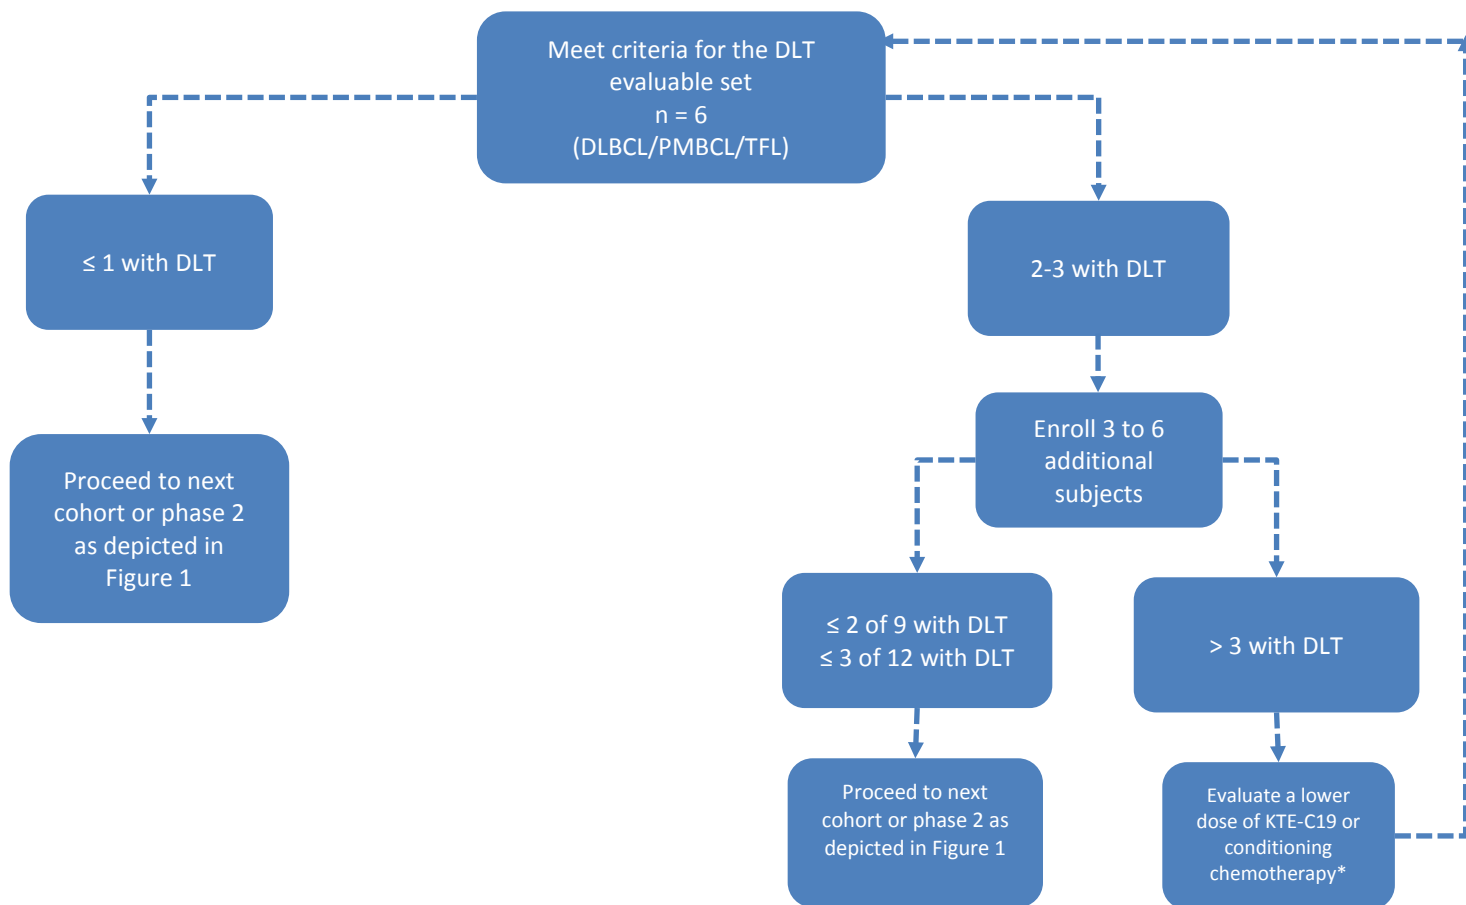 Meet criteria for the DLT
evaluable set
n = 6
(DLBCL/PMBCL/TFL)
≤ 1 with DLT
2-3 with DLT
Proceed to next
cohort or phase 2
as depicted in
Figure 1
Enroll 3 to 6
additional
subjects
≤ 2 of 9 with DLT
≤ 3 of 12 with DLT
> 3 with DLT
Proceed to next
cohort or phase 2 as
depicted in Figure 1
Evaluate a lower
dose of KTE-C19 or
conditioning
chemotherapy*